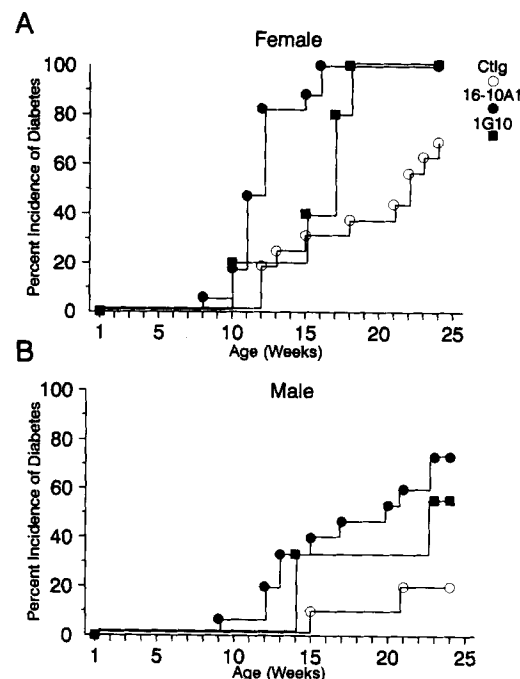 A
Female
Percent Incidence of Diabetes
100
80
60
40
20
0
1 5 10 15 20 25
Age (Weeks)
CtIg
16-10A1
1G10
B
Male
Percent Incidence of Diabetes
100
80
60
40
20
0
1 5 10 15 20 25
Age (Weeks)